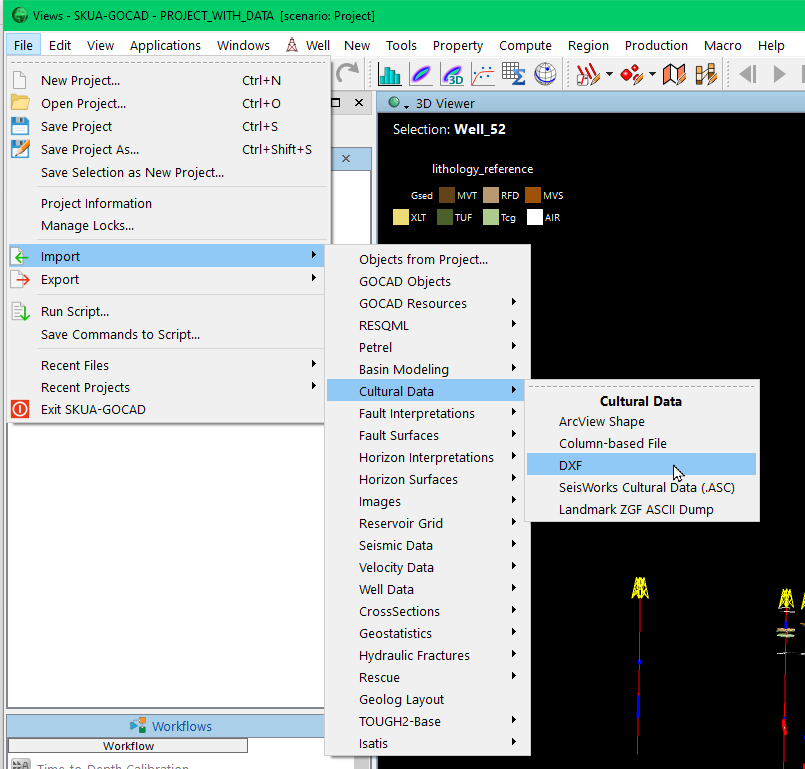 Views - SKUA-GOCAD - PROJECT_WITH_DATA [scenario: Project]
File Edit View Applications Windows Well New Tools Property Compute Region Production Macro Help
New Project... Ctrl+N
Open Project... Ctrl+O
Save Project Ctrl+S
Save Project As... Ctrl+Shift+S
Save Selection as New Project...
Project Information
Manage Locks...
Import
Export
Run Script...
Save Commands to Script...
Recent Files
Recent Projects
Exit SKUA-GOCAD
3D Viewer
Selection: Well_52
lithology_reference
Gsed MVT RFD MVS
XLT TUF Tcg AIR
Objects from Project...
GOCAD Objects
GOCAD Resources
RESQML
Petrel
Basin Modeling
Cultural Data
Fault Interpretations
Fault Surfaces
Horizon Interpretations
Horizon Surfaces
Images
Reservoir Grid
Seismic Data
Velocity Data
Well Data
CrossSections
Geostatistics
Hydraulic Fractures
Rescue
Geolog Layout
TOUGH2-Base
Isatis
Cultural Data
ArcView Shape
Column-based File
DXF
SeisWorks Cultural Data (.ASC)
Landmark ZGF ASCII Dump
Workflows
Workflow
Time-to-Depth Calibration